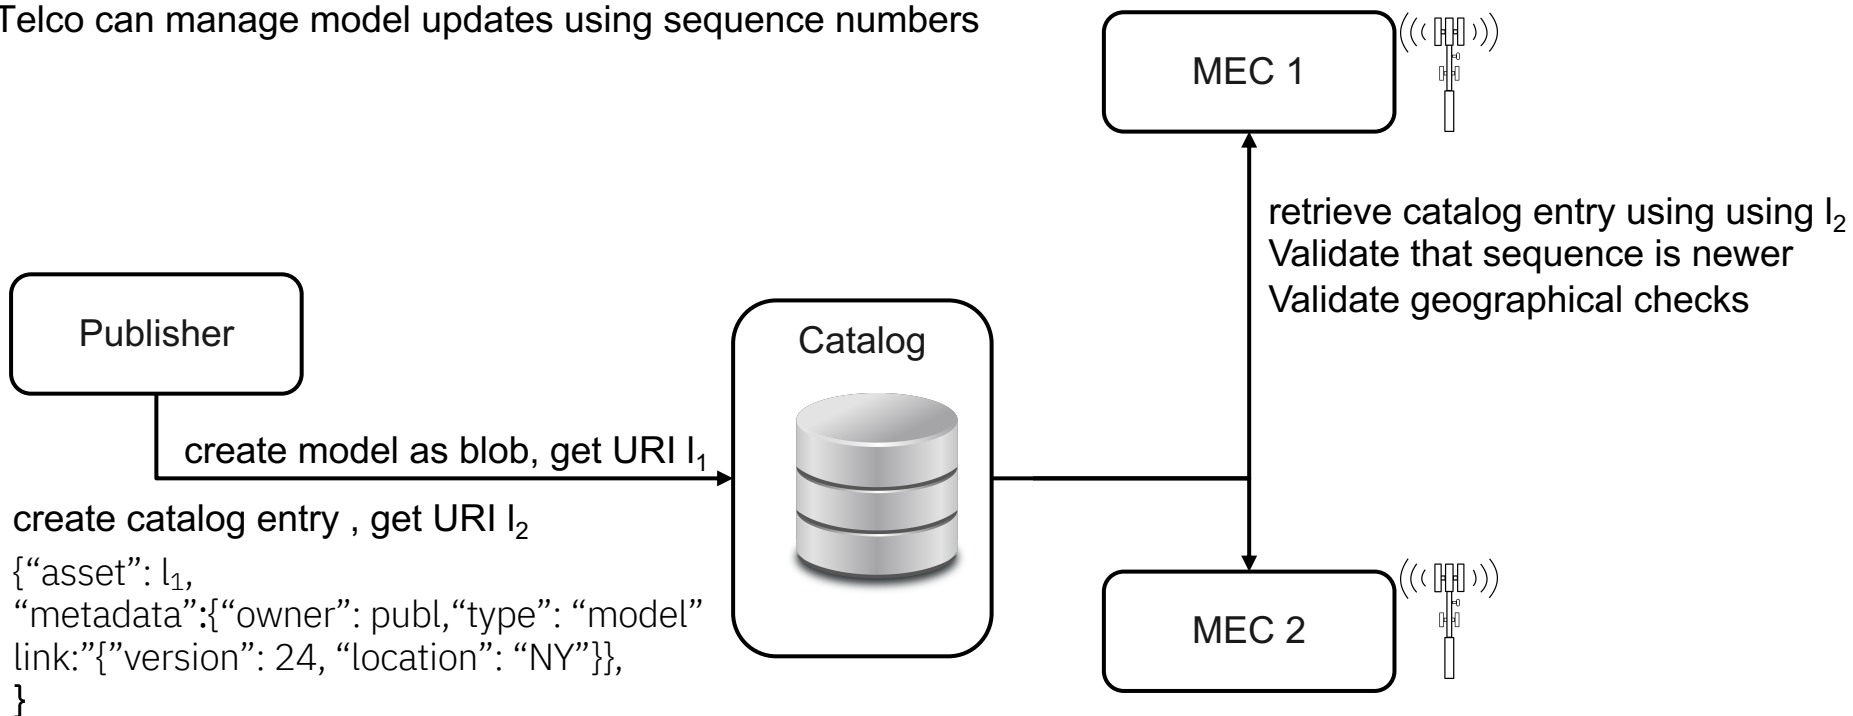 Telco can manage model updates using sequence numbers
MEC 1
retrieve catalog entry using using l₂
Validate that sequence is newer
Validate geographical checks
Publisher
Catalog
create model as blob, get URI l₁
create catalog entry , get URI l₂
{“asset”: l₁,
“metadata”:{“owner”: publ,“type”: “model”
link:”{”version”: 24, “location”: “NY”}},
}
MEC 2